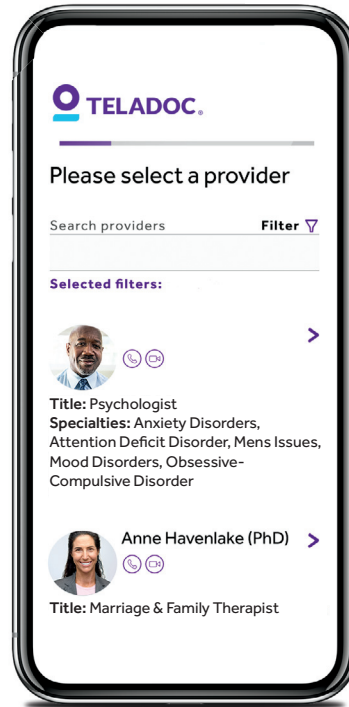 TELADOC®
Please select a provider
Search providers Filter
Selected filters:
Title: Psychologist
Specialties: Anxiety Disorders,
Attention Deficit Disorder, Mens Issues,
Mood Disorders, Obsessive-
Compulsive Disorder
Anne Havenlake (PhD)
Title: Marriage & Family Therapist